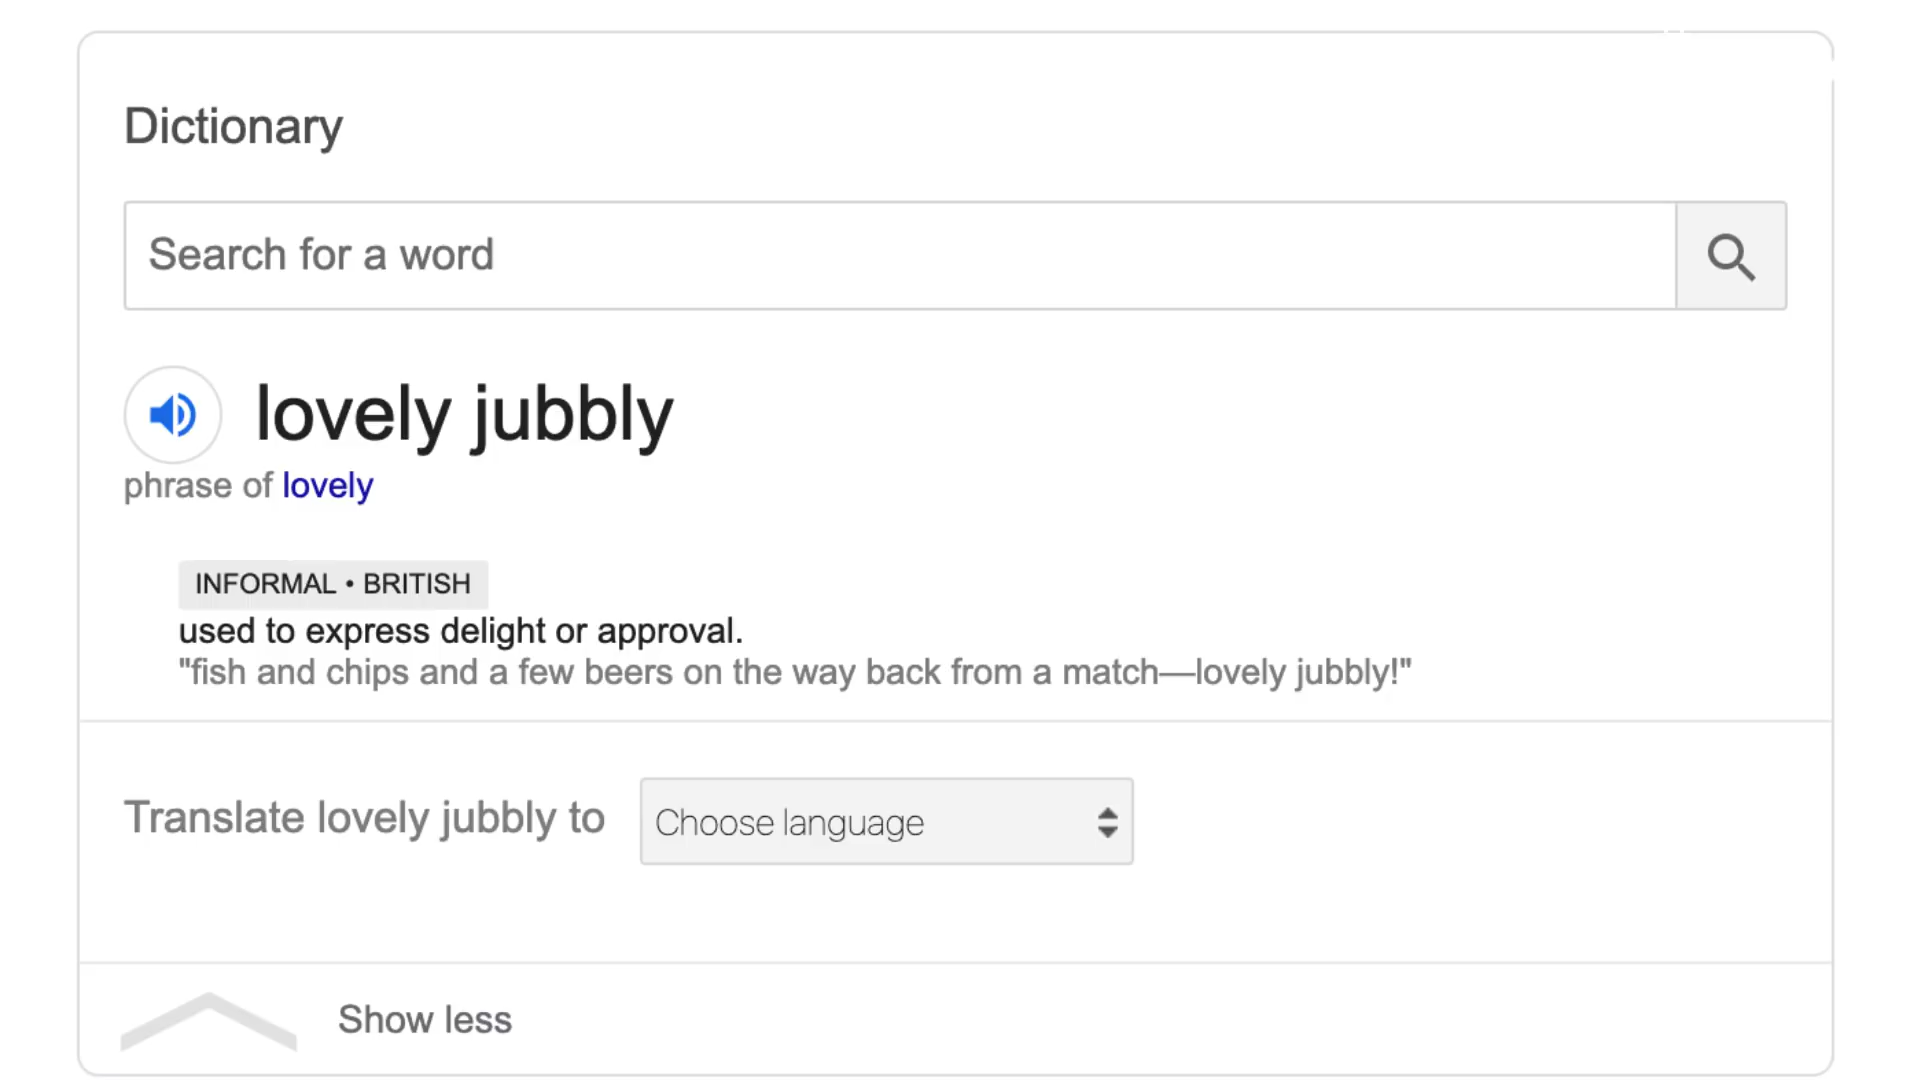 Dictionary
Search for a word
lovely jubbly
phrase of lovely
INFORMAL • BRITISH
used to express delight or approval.
"fish and chips and a few beers on the way back from a match—lovely jubbly!"
Translate lovely jubbly to
Choose language
Show less